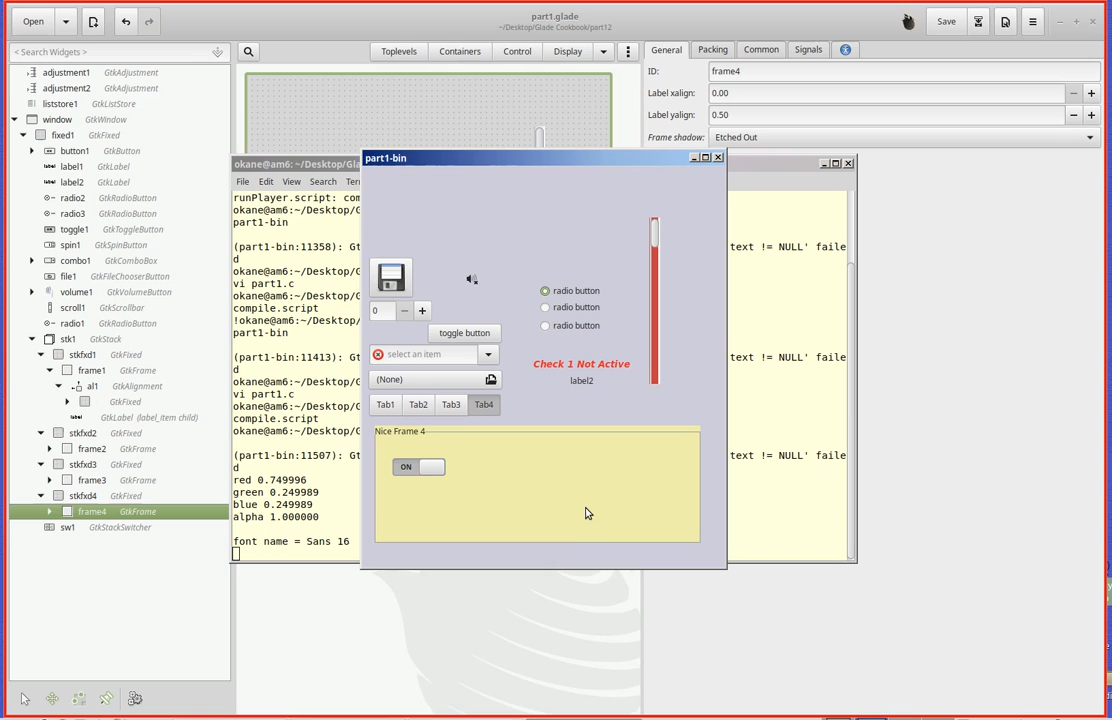 part1.glade
~/Desktop/Glade Cookbook/part12
Open
Save
< Search Widgets >
adjustment1 GtkAdjustment
adjustment2 GtkAdjustment
liststore1 GtkListStore
window GtkWindow
fixed1 GtkFixed
button1 GtkButton
label1 GtkLabel
label2 GtkLabel
radio2 GtkRadioButton
radio3 GtkRadioButton
toggle1 GtkToggleButton
spin1 GtkSpinButton
combo1 GtkComboBox
file1 GtkFileChooserButton
volume1 GtkVolumeButton
scroll1 GtkScrollbar
radio1 GtkRadioButton
stk1 GtkStack
stkfxd1 GtkFixed
frame1 GtkFrame
al1 GtkAlignment
GtkFixed
GtkLabel (label_item child)
stkfxd2 GtkFixed
frame2 GtkFrame
stkfxd3 GtkFixed
frame3 GtkFrame
stkfxd4 GtkFixed
frame4 GtkFrame
sw1 GtkStackSwitcher
Toplevels Containers Control Display
General Packing Common Signals
ID: frame4
Label xalign: 0.00
Label yalign: 0.50
Frame shadow: Etched Out
okane@am6: ~/Desktop/Gla
File Edit View Search Ter
runPlayer.script: com
okane@am6:~/Desktop/G
part1-bin
(part1-bin:11358): Gt text != NULL' faile
d
okane@am6:~/Desktop/G
vi part1.c
okane@am6:~/Desktop/G
compile.script
!okane@am6:~/Desktop/
part1-bin
(part1-bin:11413): Gt text != NULL' faile
d
okane@am6:~/Desktop/G
vi part1.c
okane@am6:~/Desktop/G
compile.script
okane@am6:~/Desktop/G
(part1-bin:11507): Gt text != NULL' faile
d
red 0.749996
green 0.249989
blue 0.249989
alpha 1.000000
font name = Sans 16
part1-bin
radio button
0
radio button
radio button
toggle button
select an item
Check 1 Not Active
(None)
label2
Tab1 Tab2 Tab3 Tab4
Nice Frame 4
ON